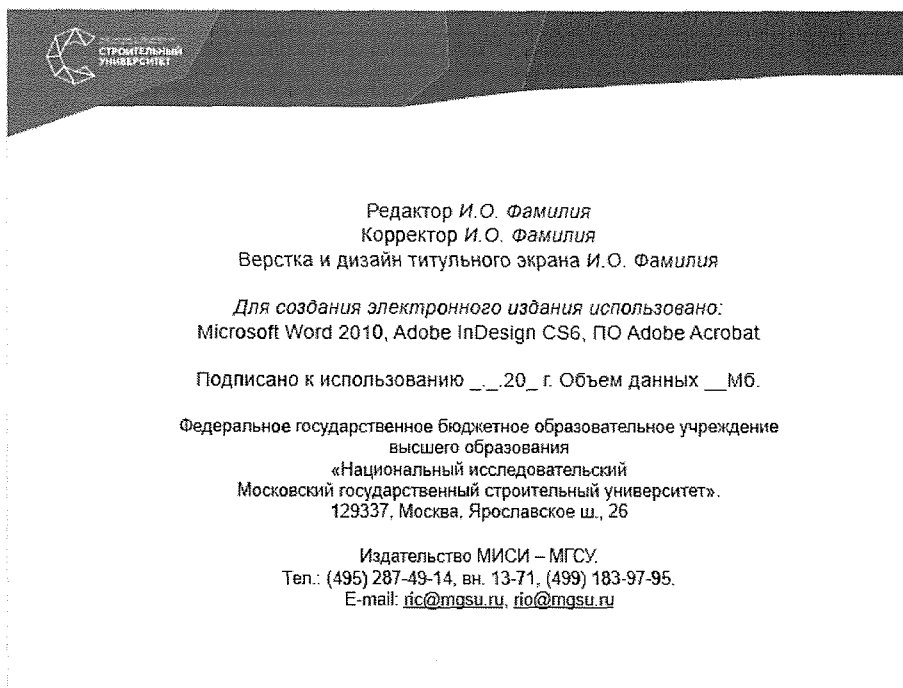 СТРОИТЕЛЬНЫЙ
УНИВЕРСИТЕТ
Редактор И.О. Фамилия
Корректор И.О. Фамилия
Верстка и дизайн титульного экрана И.О. Фамилия
Для создания электронного издания использовано:
Microsoft Word 2010, Adobe InDesign CS6, ПО Adobe Acrobat
Подписано к использованию _._.20_ г. Объем данных __Мб.
Федеральное государственное бюджетное образовательное учреждение
высшего образования
«Национальный исследовательский
Московский государственный строительный университет».
129337, Москва, Ярославское ш., 26
Издательство МИСИ – МГСУ.
Тел.: (495) 287-49-14, вн. 13-71, (499) 183-97-95.
E-mail: ric@mgsu.ru, rio@mgsu.ru